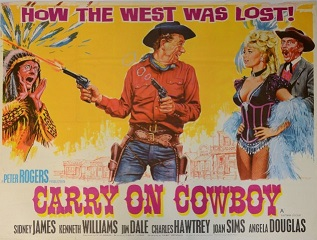 HOW THE WEST WAS LOST!
PETER
ROGERS
CARRY ON COWBOY
A
SIDNEY JAMES KENNETH WILLIAMS JIM DALE CHARLES HAWTREY JOAN SIMS ANGELA DOUGLAS